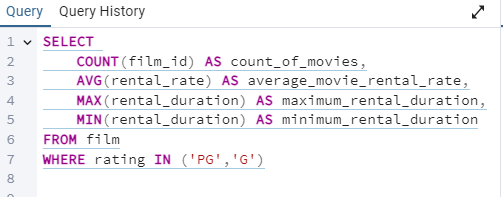 Query Query History
1 SELECT
2 COUNT(film_id) AS count_of_movies,
3 AVG(rental_rate) AS average_movie_rental_rate,
4 MAX(rental_duration) AS maximum_rental_duration,
5 MIN(rental_duration) AS minimum_rental_duration
6 FROM film
7 WHERE rating IN ('PG','G')
8